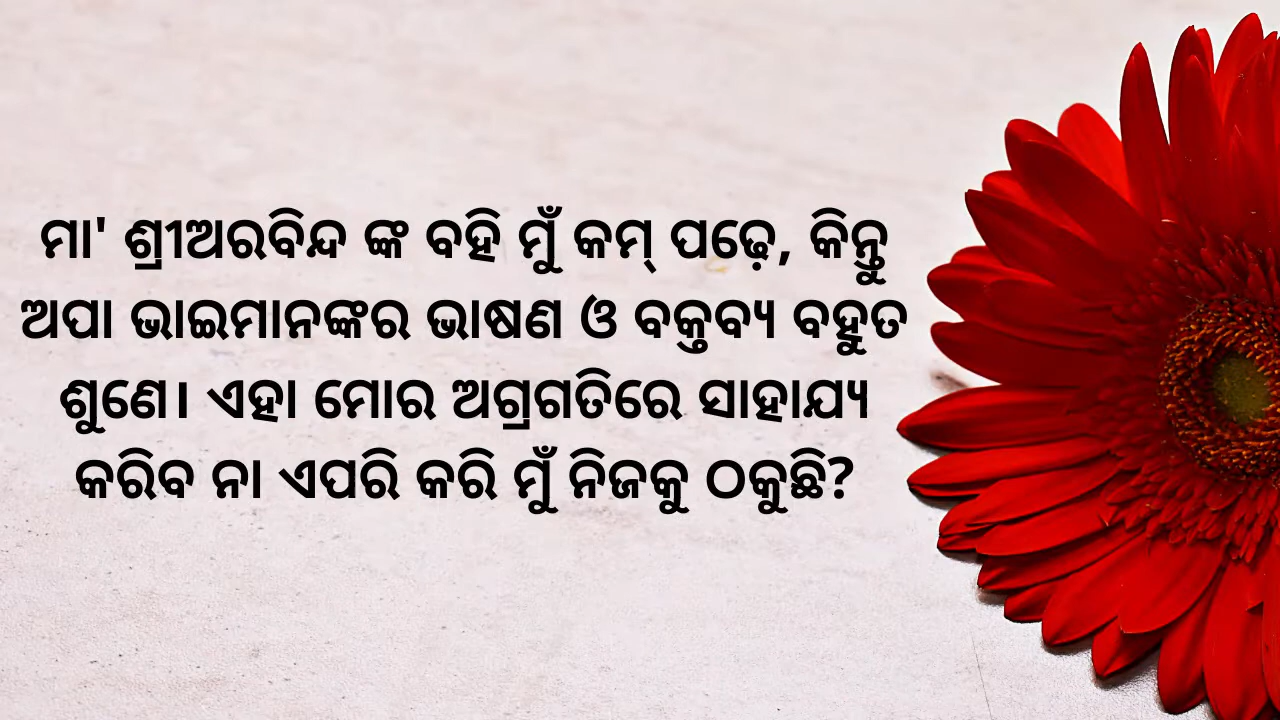 ମା' ଶ୍ରୀଅରବିନ୍ଦ ଙ୍କ ବହି ମୁଁ କମ୍ ପଢ଼େ, କିନ୍ତୁ
ଅପା ଭାଇମାନଙ୍କର ଭାଷଣ ଓ ବକ୍ତବ୍ୟ ବହୁତ
ଶୁଣେ। ଏହା ମୋର ଅଗ୍ରଗତିରେ ସାହାଯ୍ୟ
କରିବ ନା ଏପରି କରି ମୁଁ ନିଜକୁ ଠକୁଛି?